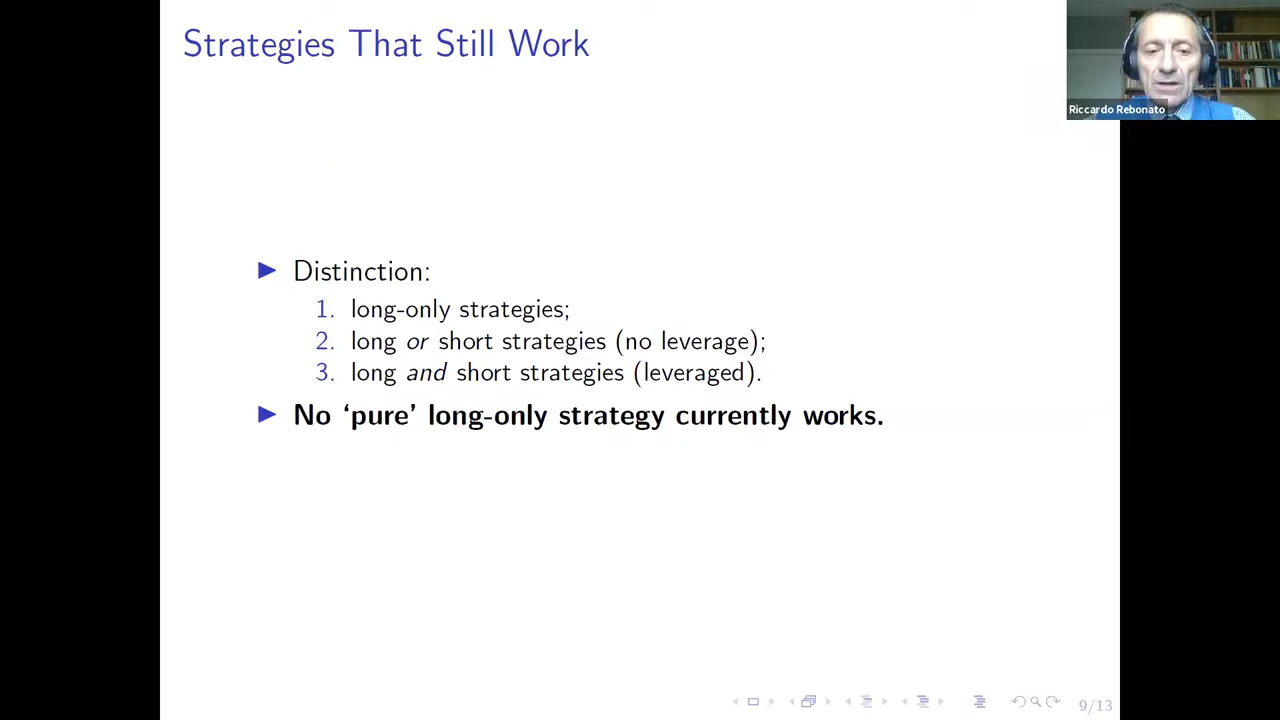 Strategies That Still Work
Riccardo Rebonato
▶ Distinction:
1. long-only strategies;
2. long or short strategies (no leverage);
3. long and short strategies (leveraged).
▶ No ‘pure’ long-only strategy currently works.
9/13